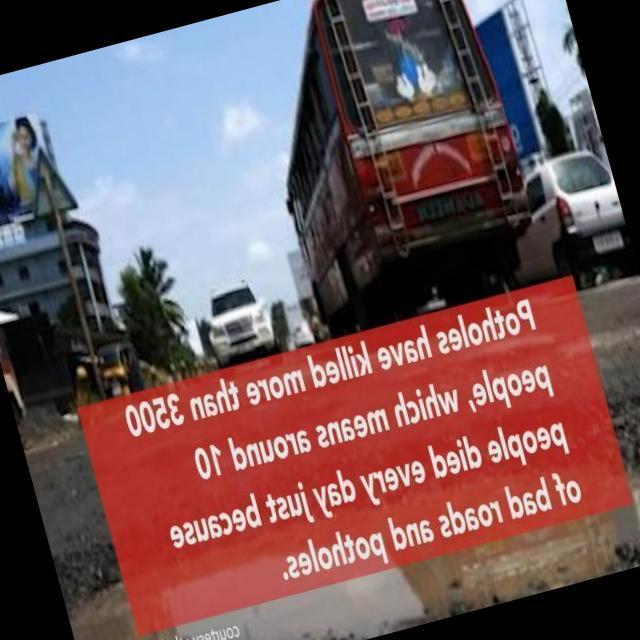 Potholes have killed more than 3500
people, which means around 10
people died every day just because
of bad roads and potholes.